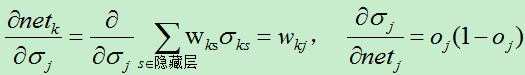 ∂net_k/∂σ_j = ∂/∂σ_j ∑_{s∈隐藏层} w_{ks}σ_{ks} = w_{kj}， ∂σ_j/∂net_j = o_j(1−o_j)